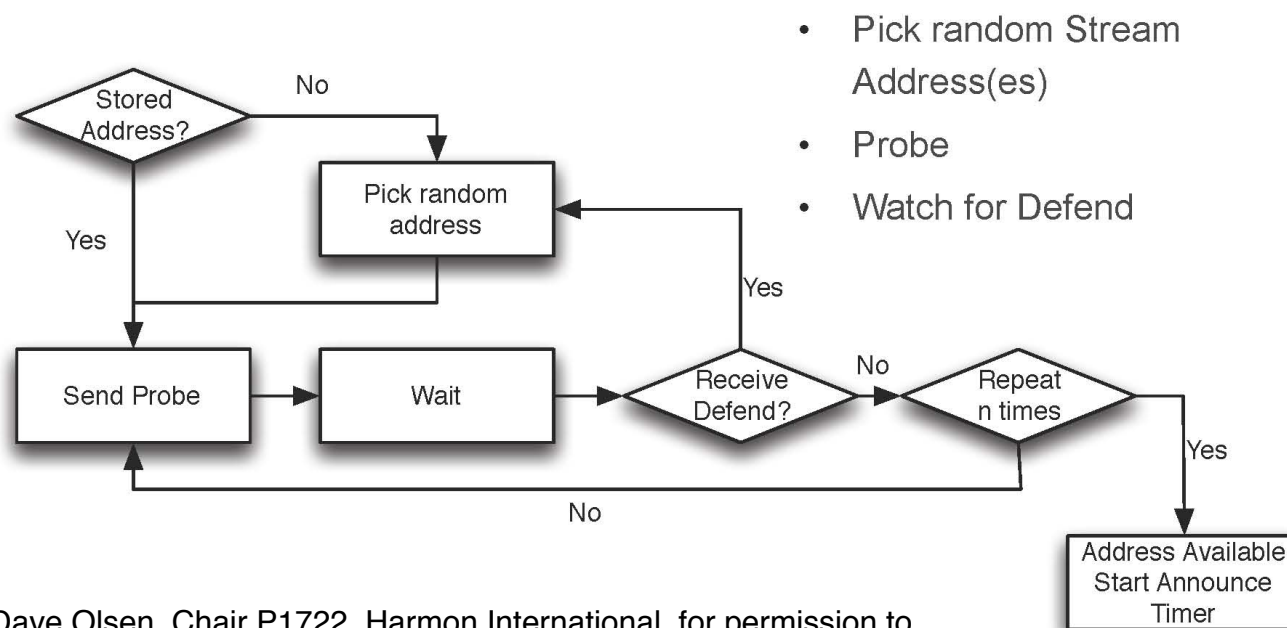 • Pick random Stream
Address(es)
• Probe
• Watch for Defend
Stored
Address?
No
Pick random
address
Yes
Yes
Send Probe
Wait
Receive
Defend?
No
Repeat
n times
Yes
No
Address Available
Start Announce
Timer
Dave Olsen, Chair P1722, Harmon International, for permission to